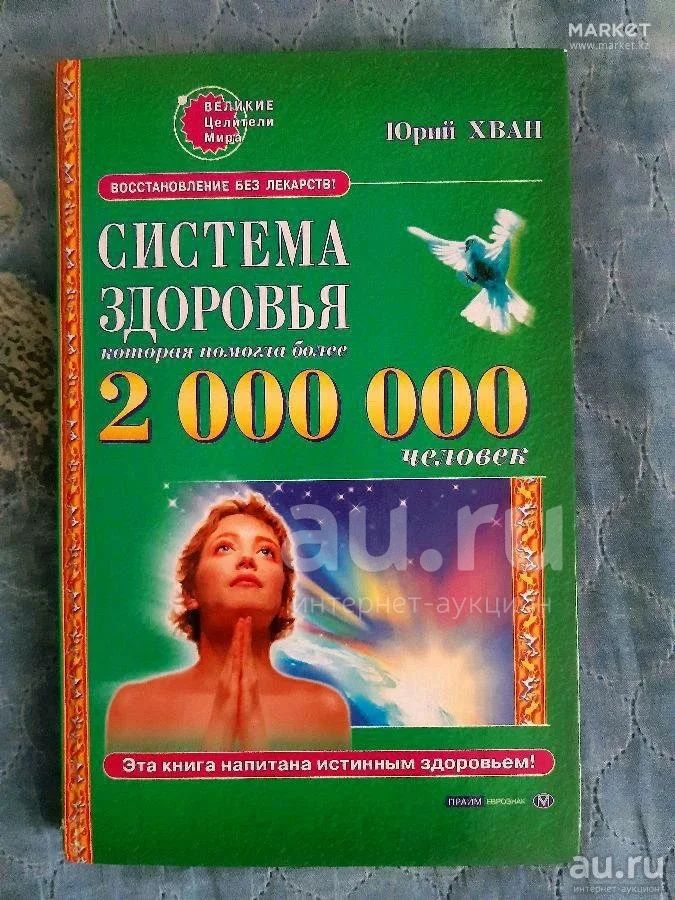 MARKET
www.market.kz
ВЕЛИКИЕ
Целители
Мира
Юрий ХВАН
ВОССТАНОВЛЕНИЕ БЕЗ ЛЕКАРСТВ!
СИСТЕМА
ЗДОРОВЬЯ
которая помогла более
2 000 000
человек
au.ru
интернет-аукцион
Эта книга напитана истинным здоровьем!
ПРАЙМ ЕВРОЗНАК
au.ru
интернет-аукцион